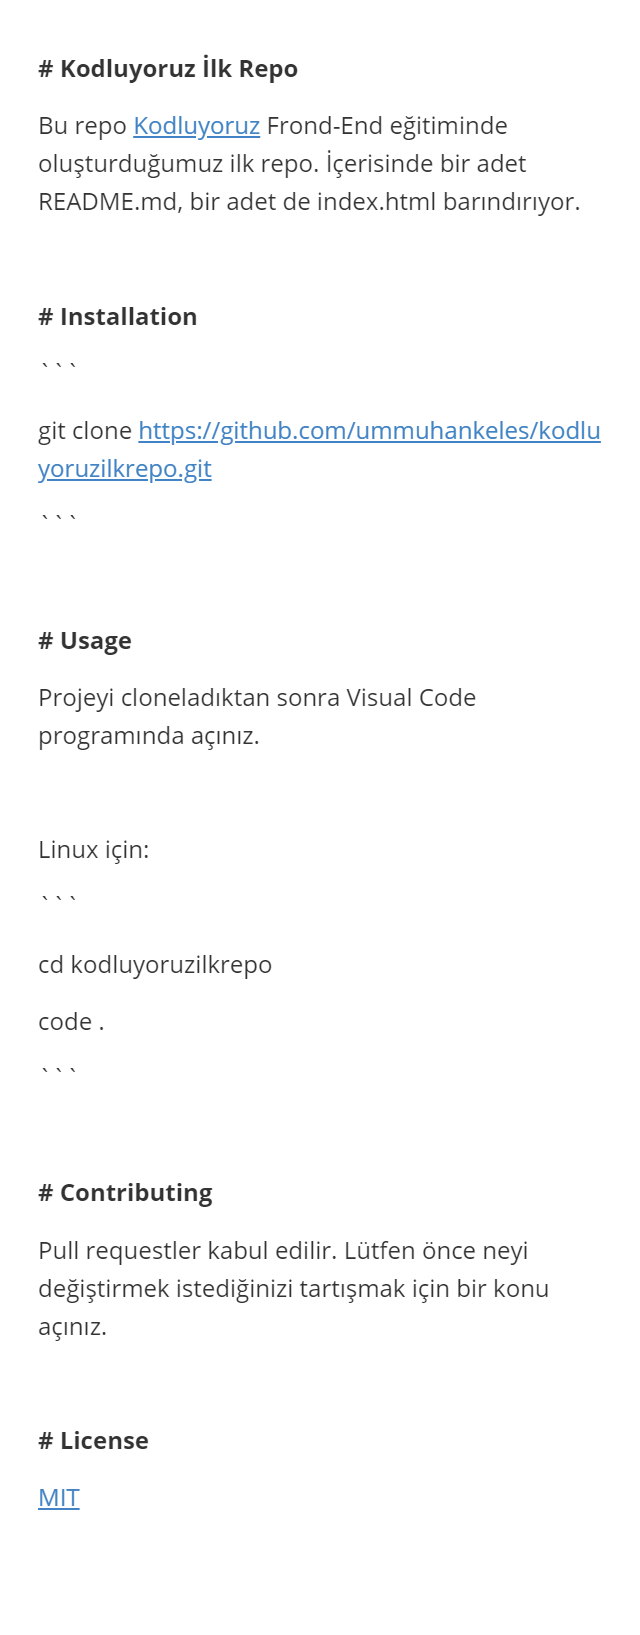 # Kodluyoruz İlk Repo
Bu repo Kodluyoruz Frond-End eğitiminde
oluşturduğumuz ilk repo. İçerisinde bir adet
README.md, bir adet de index.html barındırıyor.
# Installation
```
git clone https://github.com/ummuhankeles/kodlu
yoruzilkrepo.git
```
# Usage
Projeyi cloneladıktan sonra Visual Code
programında açınız.
Linux için:
```
cd kodluyoruzilkrepo
code .
```
# Contributing
Pull requestler kabul edilir. Lütfen önce neyi
değiştirmek istediğinizi tartışmak için bir konu
açınız.
# License
MIT